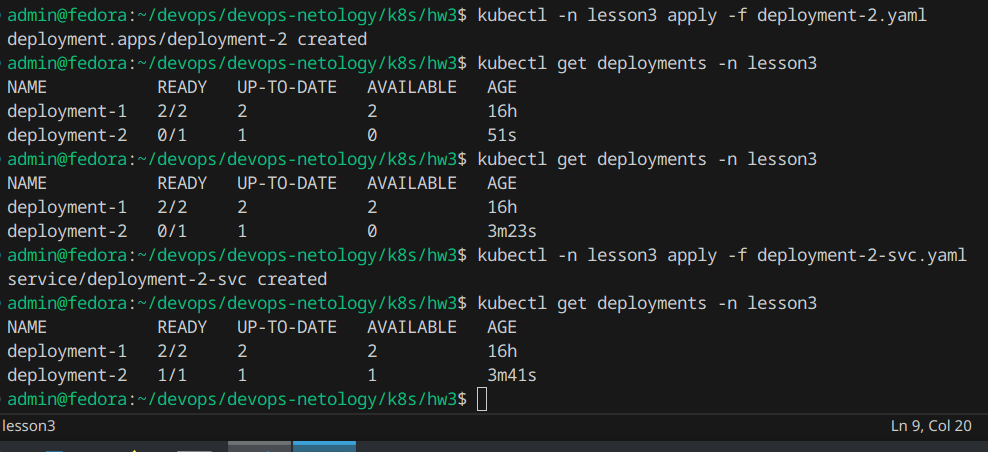 admin@fedora:~/devops/devops-netology/k8s/hw3$ kubectl -n lesson3 apply -f deployment-2.yaml
deployment.apps/deployment-2 created
admin@fedora:~/devops/devops-netology/k8s/hw3$ kubectl get deployments -n lesson3
NAME READY UP-TO-DATE AVAILABLE AGE
deployment-1 2/2 2 2 16h
deployment-2 0/1 1 0 51s
admin@fedora:~/devops/devops-netology/k8s/hw3$ kubectl get deployments -n lesson3
NAME READY UP-TO-DATE AVAILABLE AGE
deployment-1 2/2 2 2 16h
deployment-2 0/1 1 0 3m23s
admin@fedora:~/devops/devops-netology/k8s/hw3$ kubectl -n lesson3 apply -f deployment-2-svc.yaml
service/deployment-2-svc created
admin@fedora:~/devops/devops-netology/k8s/hw3$ kubectl get deployments -n lesson3
NAME READY UP-TO-DATE AVAILABLE AGE
deployment-1 2/2 2 2 16h
deployment-2 1/1 1 1 3m41s
admin@fedora:~/devops/devops-netology/k8s/hw3$
lesson3 Ln 9, Col 20